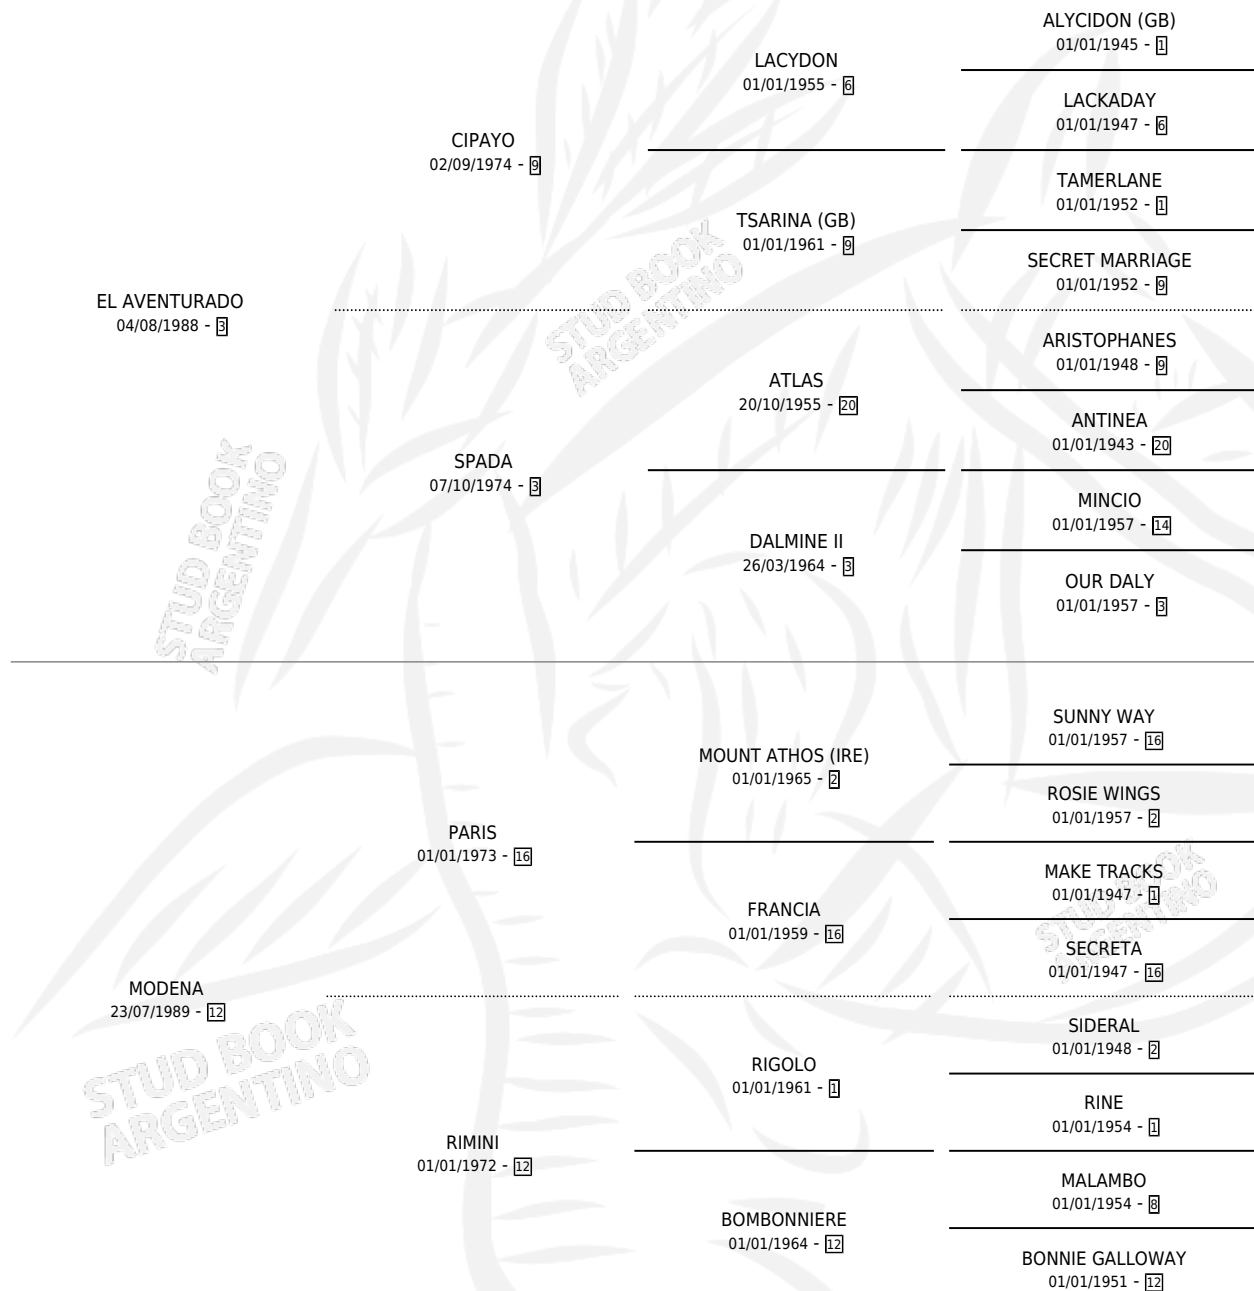 ALYCIDON (GB)
01/01/1945 - 1
LACYDON
01/01/1955 - 6
LACKADAY
01/01/1947 - 6
CIPAYO
02/09/1974 - 9
TAMERLANE
01/01/1952 - 1
TSARINA (GB)
01/01/1961 - 9
SECRET MARRIAGE
01/01/1952 - 9
EL AVENTURADO
04/08/1988 - 3
ARISTOPHANES
01/01/1948 - 9
ATLAS
20/10/1955 - 20
ANTINEA
01/01/1943 - 20
SPADA
07/10/1974 - 3
MINCIO
01/01/1957 - 14
DALMINE II
26/03/1964 - 3
OUR DALY
01/01/1957 - 3
STUD BOOK
ARGENTINO
STUD BOOK
ARGENTINO
SUNNY WAY
01/01/1957 - 16
MOUNT ATHOS (IRE)
01/01/1965 - 2
ROSIE WINGS
01/01/1957 - 2
PARIS
01/01/1973 - 16
MAKE TRACKS
01/01/1947 - 1
FRANCIA
01/01/1959 - 16
SECRETA
01/01/1947 - 16
MODENA
23/07/1989 - 12
SIDERAL
01/01/1948 - 2
RIGOLO
01/01/1961 - 1
RINE
01/01/1954 - 1
RIMINI
01/01/1972 - 12
MALAMBO
01/01/1954 - 8
BOMBONNIERE
01/01/1964 - 12
BONNIE GALLOWAY
01/01/1951 - 12
STUD BOOK
ARGENTINO
STUD BOOK
ARGENTINO